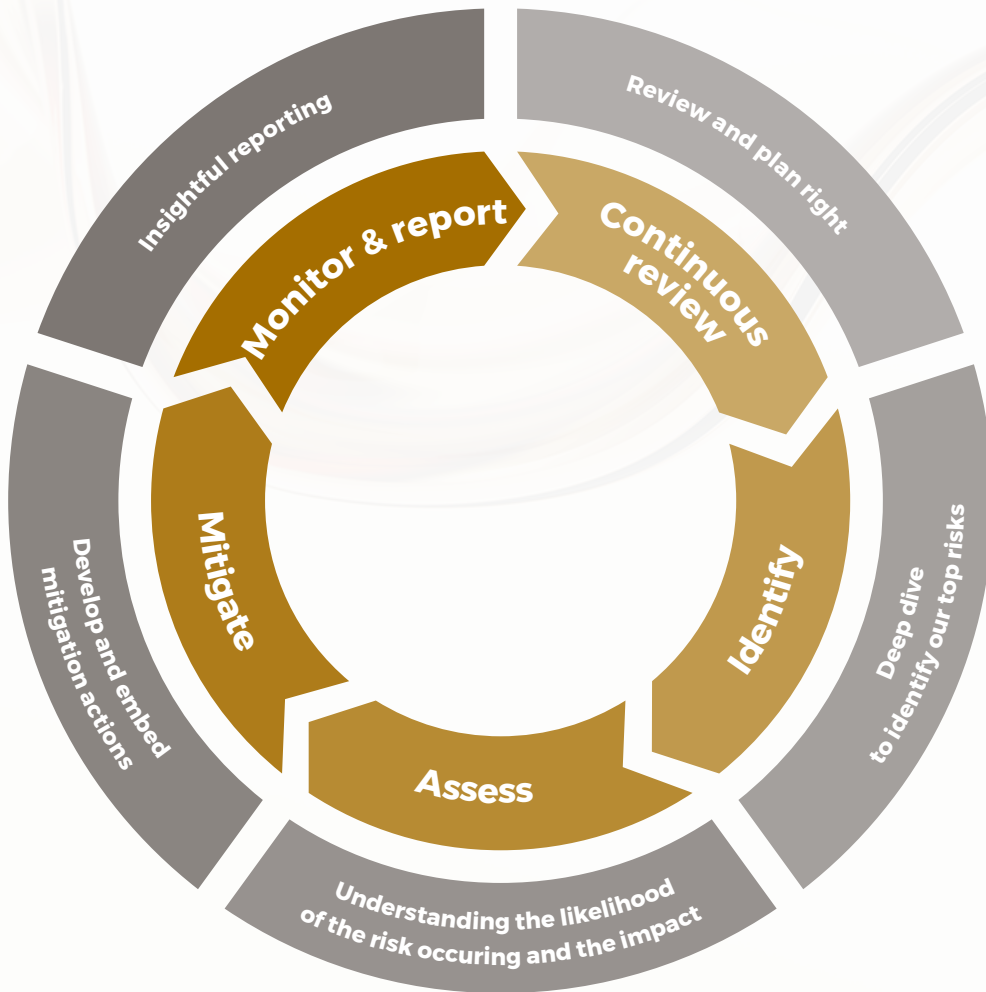 Insightful reporting
Review and plan right
Monitor & report
Continuous
review
Mitigate
Identify
Develop and embed
mitigation actions
Deep dive
to identify our top risks
Assess
Understanding the likelihood
of the risk occuring and the impact